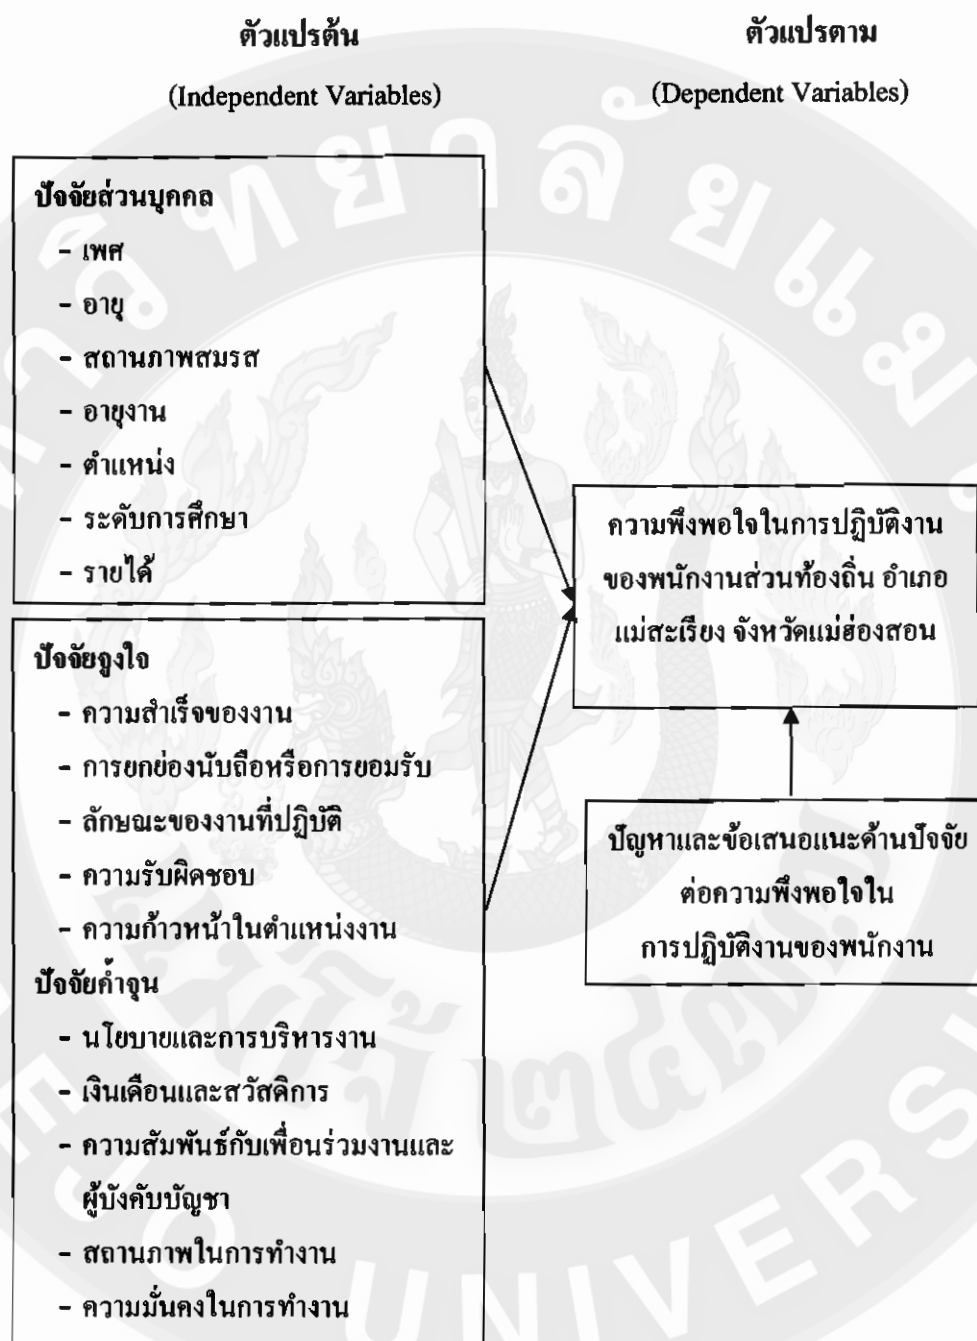 ตัวแปรต้น
(Independent Variables)
ตัวแปรตาม
(Dependent Variables)
ปัจจัยส่วนบุคคล
- เพศ
- อายุ
- สถานภาพสมรส
- อายุงาน
- ตำแหน่ง
- ระดับการศึกษา
- รายได้
ปัจจัยจูงใจ
- ความสำเร็จของงาน
- การยกย่องนับถือหรือการยอมรับ
- ลักษณะของงานที่ปฏิบัติ
- ความรับผิดชอบ
- ความก้าวหน้าในตำแหน่งงาน
ปัจจัยค้ำจุน
- นโยบายและการบริหารงาน
- เงินเดือนและสวัสดิการ
- ความสัมพันธ์กับเพื่อนร่วมงานและ
ผู้บังคับบัญชา
- สถานภาพในการทำงาน
- ความมั่นคงในการทำงาน
ความพึงพอใจในการปฏิบัติงาน
ของพนักงานส่วนท้องถิ่น อำเภอ
แม่สะเรียง จังหวัดแม่ฮ่องสอน
ปัญหาและข้อเสนอแนะด้านปัจจัย
ต่อความพึงพอใจใน
การปฏิบัติงานของพนักงาน